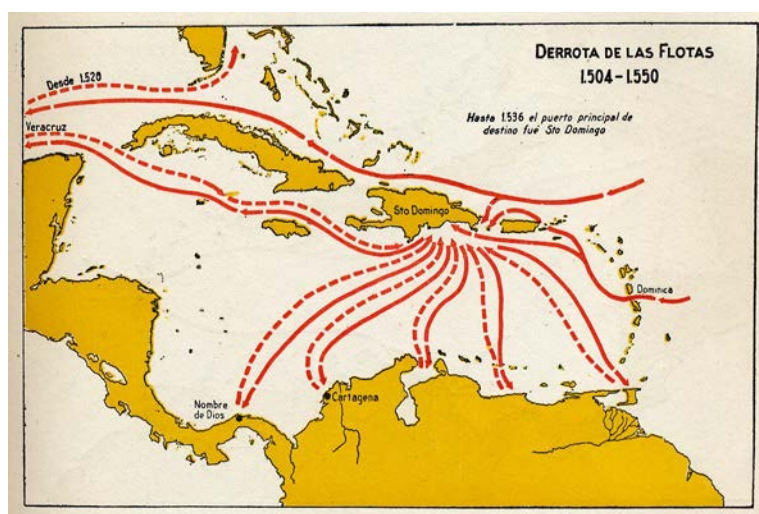 DERROTA DE LAS FLOTAS
1.504-1.550
Hasta 1.536 el puerto principal de
destino fué Sto Domingo
Desde 1.520
Veracruz
Sto Domingo
Dominica
Nombre
de Dios
Cartagena